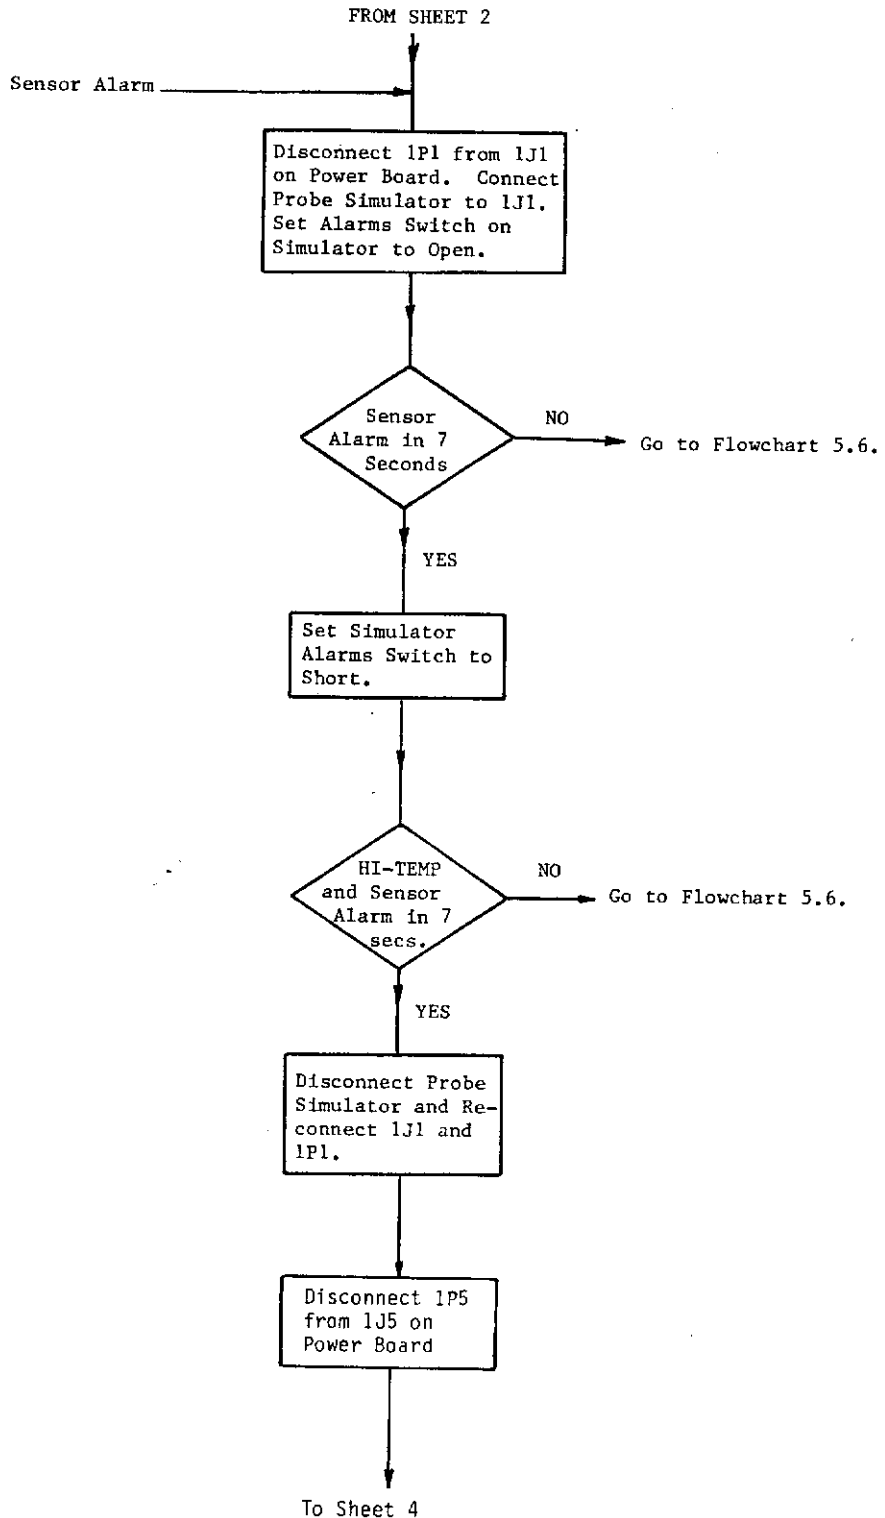 FROM SHEET 2
Sensor Alarm
Disconnect 1P1 from 1J1
on Power Board.  Connect
Probe Simulator to 1J1.
Set Alarms Switch on
Simulator to Open.
Sensor
Alarm in 7
Seconds
NO
Go to Flowchart 5.6.
YES
Set Simulator
Alarms Switch to
Short.
HI-TEMP
and Sensor
Alarm in 7
secs.
NO
Go to Flowchart 5.6.
YES
Disconnect Probe
Simulator and Re-
connect 1J1 and
1P1.
Disconnect 1P5
from 1J5 on
Power Board
To Sheet 4